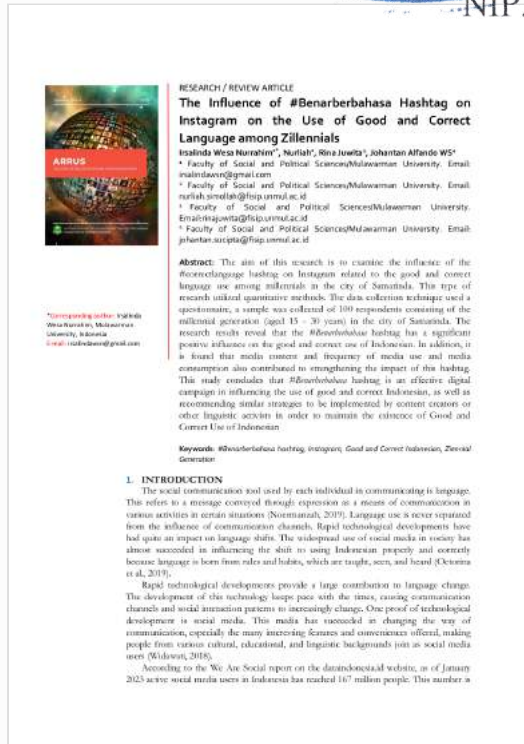 NIP.
ARRUS
RESEARCH / REVIEW ARTICLE
The Influence of #Benarberbahasa Hashtag on
Instagram on the Use of Good and Correct
Language among Zillennials
Irsalinda Wesa Nurrahim**, Nurliah*, Rina Juwita*, Johantan Alfando WS*
Faculty of Social and Political Sciences/Mulawarman University. Email:
irsalindawsn@gmail.com
Faculty of Social and Political Sciences/Mulawarman University. Email:
nurliah.simollah@fisip.unmul.ac.id
Faculty of Social and Political Sciences/Mulawarman University.
Email:rinajuwita@fisip.unmul.ac.id
Faculty of Social and Political Sciences/Mulawarman University. Email:
johantan.sucipta@fisip.unmul.ac.id
Abstract: The aim of this research is to examine the influence of the
#correctlanguage hashtag on Instagram related to the good and correct
language use among millennials in the city of Samarinda. This type of
research utilized quantitative methods. The data collection technique used a
questionnaire, a sample was collected of 100 respondents consisting of the
millennial generation (aged 15 - 30 years) in the city of Samarinda. The
research results reveal that the #Benarberbahasa hashtag has a significant
positive influence on the good and correct use of Indonesian. In addition, it
is found that media content and frequency of media use and media
consumption also contributed to strengthening the impact of this hashtag.
This study concludes that #Benarberbahasa hashtag is an effective digital
campaign in influencing the use of good and correct Indonesian, as well as
recommending similar strategies to be implemented by content creators or
other linguistic activists in order to maintain the existence of Good and
Correct Use of Indonesian
*Corresponding author: Irsalinda
Wesa Nurrahim, Mulawarman
University, Indonesia
E-mail: irsalindawsn@gmail.com
Keywords: #Benarberbahasa hashtag, Instagram, Good and Correct Indonesian, Zilennial
Generation
1. INTRODUCTION
The social communication tool used by each individual in communicating is language.
This refers to a message conveyed through expression as a means of communication in
various activities in certain situations (Noermanzah, 2019). Language use is never separated
from the influence of communication channels. Rapid technological developments have
had quite an impact on language shifts. The widespread use of social media in society has
almost succeeded in influencing the shift to using Indonesian properly and correctly
because language is born from rules and habits, which are taught, seen, and heard (Octorina
et al., 2019).
Rapid technological developments provide a large contribution to language change.
The development of this technology keeps pace with the times, causing communication
channels and social interaction patterns to increasingly change. One proof of technological
development is social media. This media has succeeded in changing the way of
communication, especially the many interesting features and conveniences offered, making
people from various cultural, educational, and linguistic backgrounds join as social media
users (Widawati, 2018).
According to the We Are Social report on the dataindonesia.id website, as of January
2023 active social media users in Indonesia has reached 167 million people. This number is